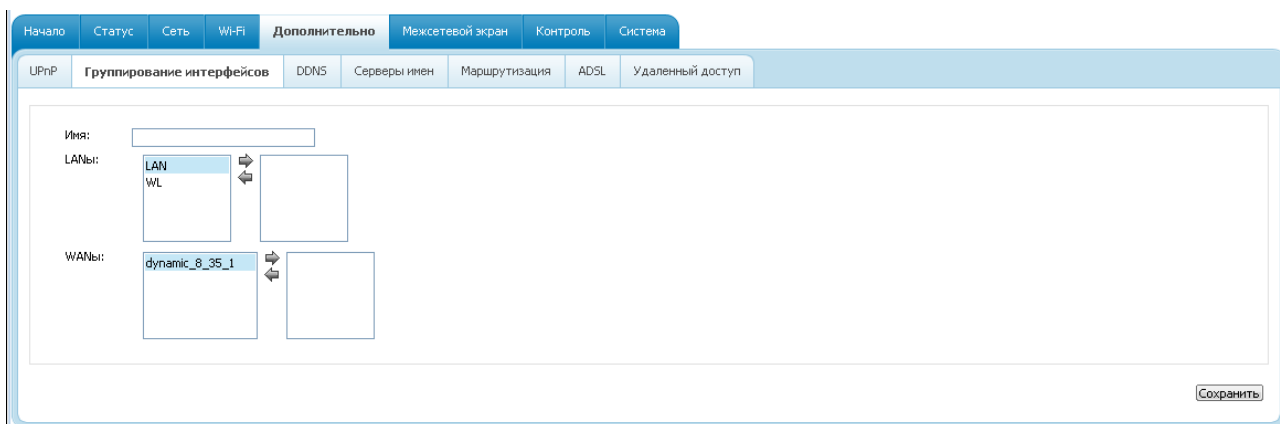 Начало Статус Сеть Wi-Fi Дополнительно Межсетевой экран Контроль Система
UPnP Группирование интерфейсов DDNS Серверы имен Маршрутизация ADSL Удаленный доступ
Имя:
LANы: LAN
WL
WANы: dynamic_8_35_1
Сохранить